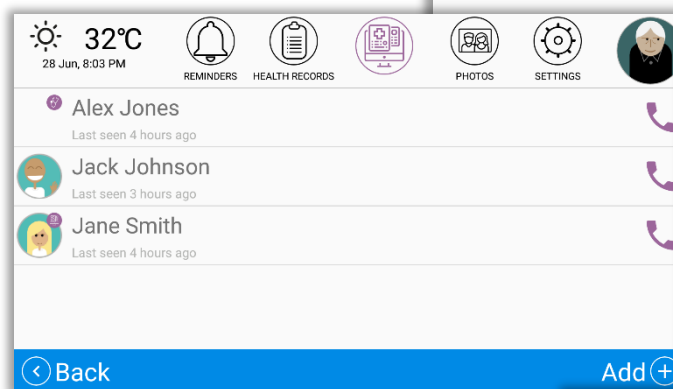 32°C
28 Jun, 8:03 PM
REMINDERS HEALTH RECORDS PHOTOS SETTINGS
Alex Jones
Last seen 4 hours ago
Jack Johnson
Last seen 3 hours ago
Jane Smith
Last seen 4 hours ago
Back Add